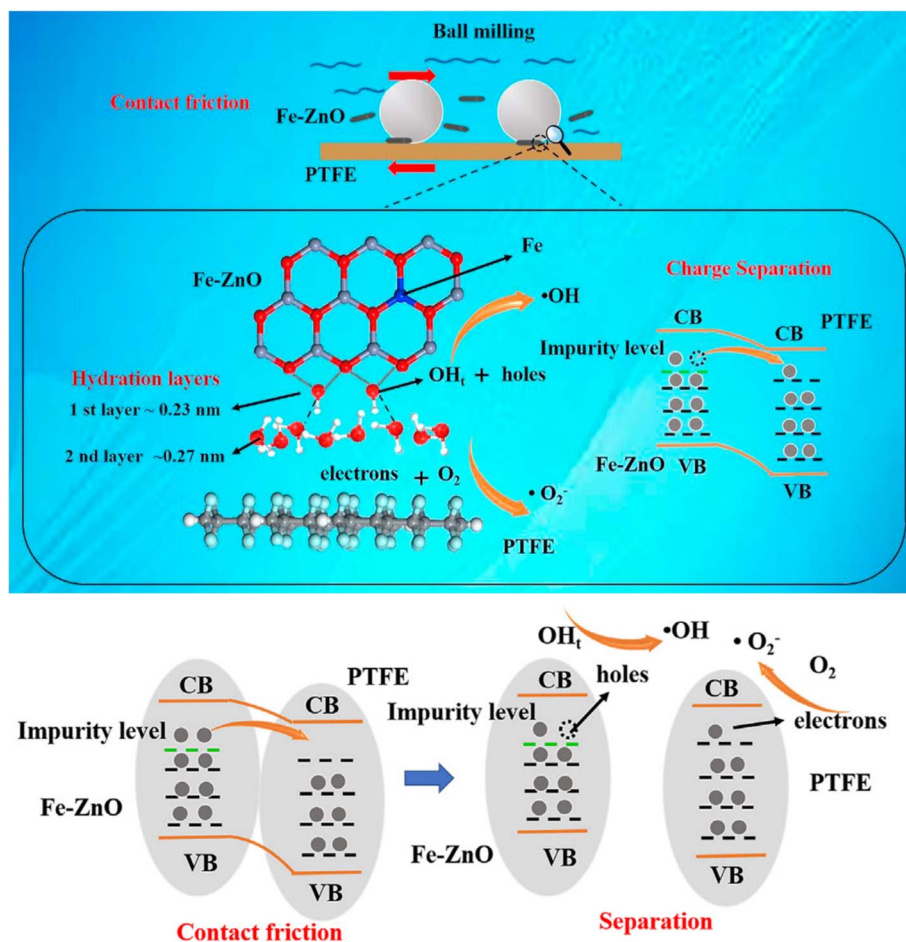 Ball milling
Contact friction
Fe-ZnO
PTFE
Fe-ZnO
Fe
•OH
OHₜ + holes
Hydration layers
1 st layer ~ 0.23 nm
2 nd layer ~0.27 nm
electrons + O₂
• O₂⁻
PTFE
Charge Separation
CB
CB
PTFE
Impurity level
Fe-ZnO
VB
VB
CB
PTFE
CB
Impurity level
Fe-ZnO
VB
VB
Contact friction
OHₜ
•OH
• O₂⁻
O₂
holes
CB
CB
Impurity level
electrons
PTFE
Fe-ZnO
VB
VB
Separation